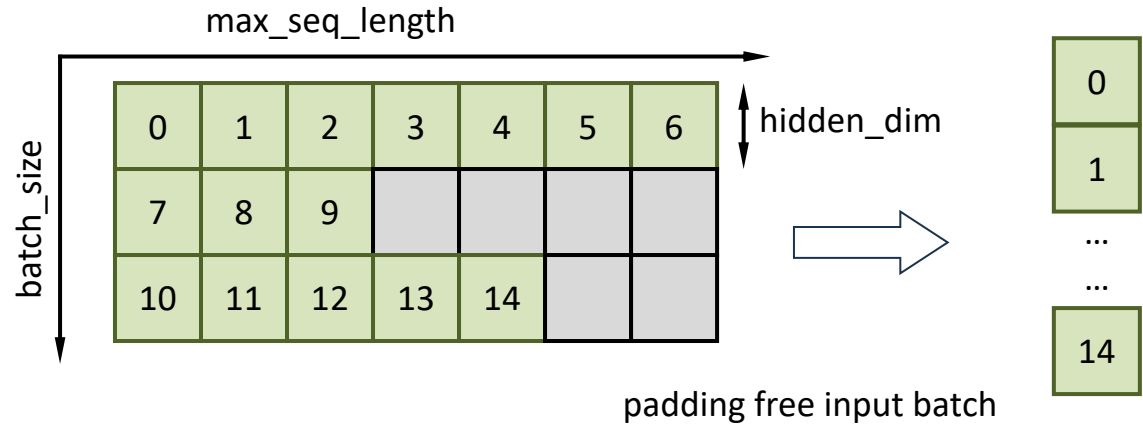 max_seq_length
batch_size
0 1 2 3 4 5 6
hidden_dim
7 8 9
10 11 12 13 14
0
1
...
...
14
padding free input batch